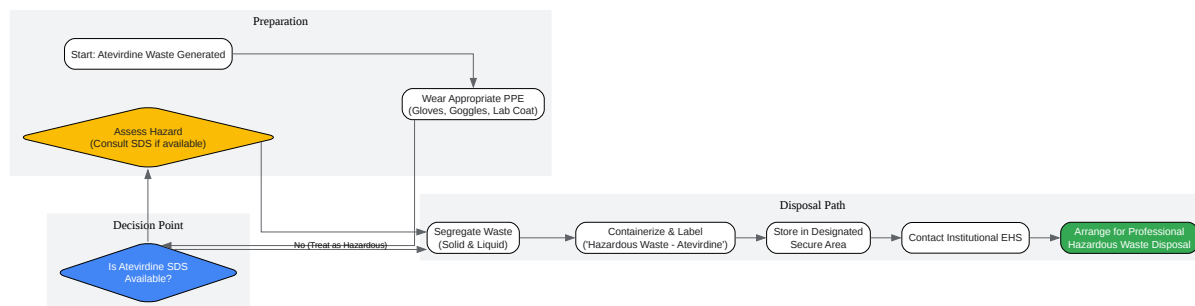 Preparation
Start: Atevirdine Waste Generated
Wear Appropriate PPE
(Gloves, Goggles, Lab Coat)
Assess Hazard
(Consult SDS if available)
Decision Point
Is Atevirdine SDS
Available?
No (Treat as Hazardous)
Disposal Path
Segregate Waste
(Solid & Liquid)
Containerize & Label
('Hazardous Waste - Atevirdine')
Store in Designated
Secure Area
Contact Institutional EHS
Arrange for Professional
Hazardous Waste Disposal